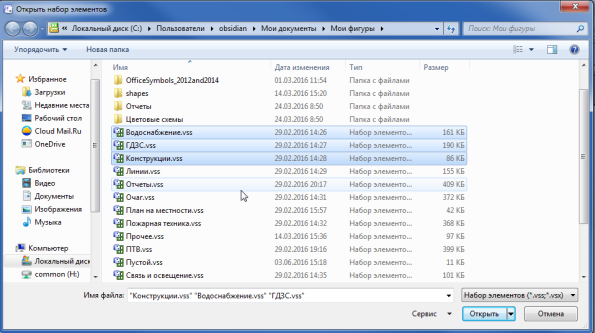 Открыть набор элементов
Локальный диск (C:) Пользователи obsidian Мои документы Мои фигуры
Поиск: Мои фигуры
Упорядочить Новая папка
Имя Дата изменения Тип Размер
Избранное
Загрузки
Недавние места
Рабочий стол
Cloud Mail.Ru
OneDrive
Библиотеки
Видео
Документы
Изображения
Музыка
Компьютер
Локальный диск
common (H:)
OfficeSymbols_2012and2014 01.03.2016 11:54 Папка с файлами
shapes 14.03.2016 15:20 Папка с файлами
Отчеты 24.03.2016 8:50 Папка с файлами
Цветовые схемы 24.03.2016 8:50 Папка с файлами
Водоснабжение.vss 29.02.2016 14:26 Набор элементо... 161 КБ
ГДЗС.vss 29.02.2016 14:27 Набор элементо... 190 КБ
Конструкции.vss 29.02.2016 14:28 Набор элементо... 86 КБ
Линии.vss 29.02.2016 14:29 Набор элементо... 155 КБ
Отчеты.vss 29.02.2016 20:17 Набор элементо... 409 КБ
Очаг.vss 29.02.2016 14:31 Набор элементо... 372 КБ
План на местности.vss 29.02.2016 15:57 Набор элементо... 42 КБ
Пожарная техника.vss 29.02.2016 14:32 Набор элементо... 368 КБ
Прочее.vss 14.03.2016 15:36 Набор элементо... 97 КБ
ПТВ.vss 29.02.2016 19:16 Набор элементо... 399 КБ
Пустой.vss 03.06.2016 15:18 Набор элементо... 11 КБ
Связь и освещение.vss 29.02.2016 14:35 Набор элементо... 101 КБ
Имя файла: "Конструкции.vss" "Водоснабжение.vss" "ГДЗС.vss" Набор элементов (*.vss;*.vsx)
Сервис Открыть Отмена